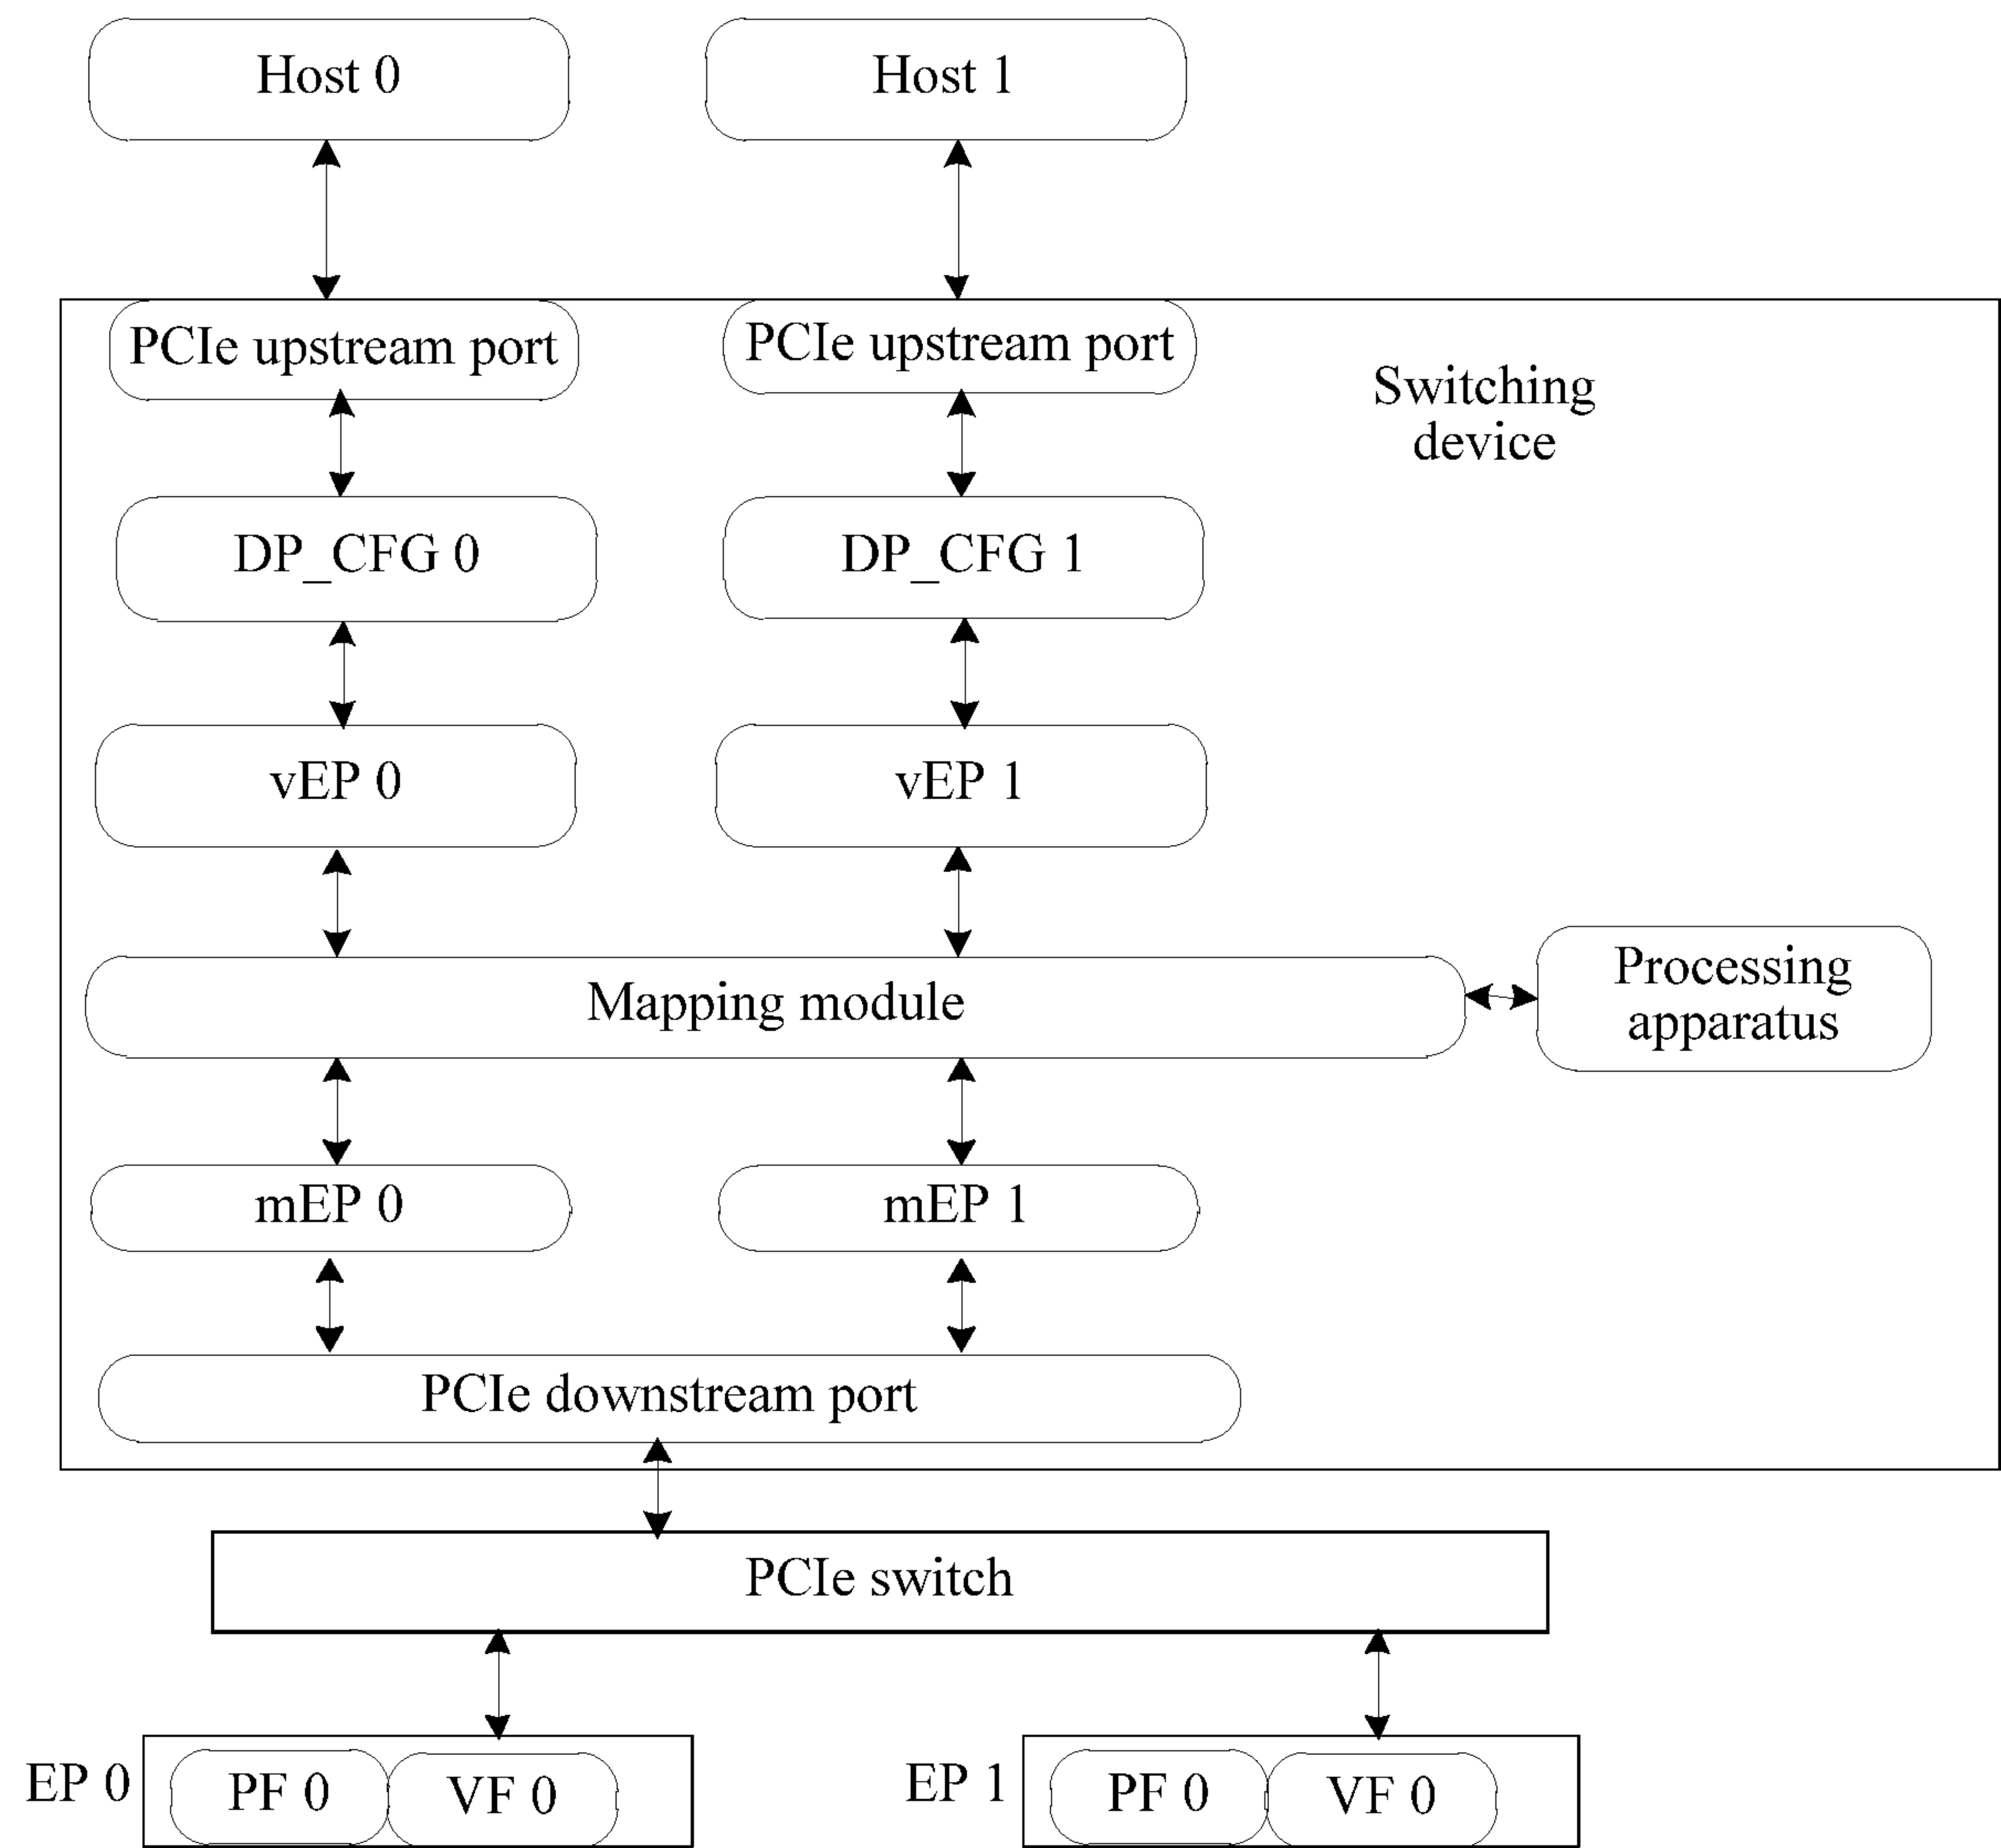 Host 0
Host 1
PCIe upstream port
PCIe upstream port
Switching
device
DP_CFG 0
DP_CFG 1
vEP 0
vEP 1
Mapping module
Processing
apparatus
mEP 0
mEP 1
PCIe downstream port
PCIe switch
EP 0
PF 0
VF 0
EP 1
PF 0
VF 0